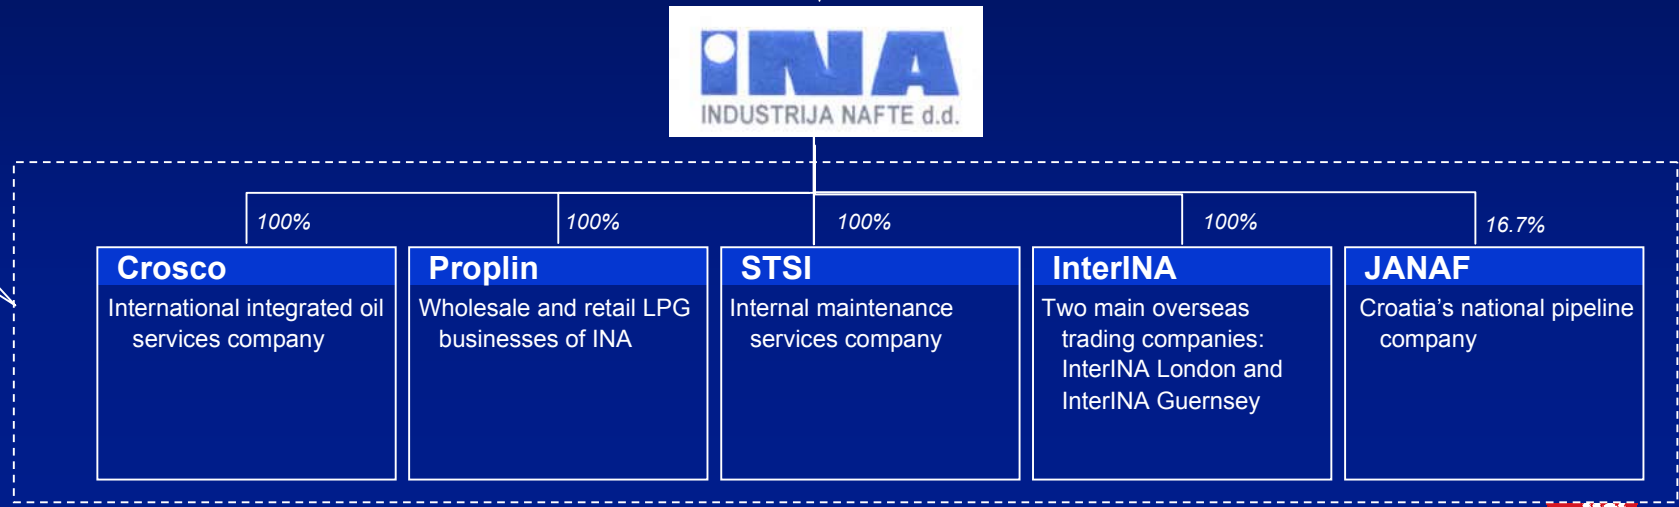 INA
INDUSTRIJA NAFTE d.d.
100%
100%
100%
100%
16.7%
Crosco
International integrated oil
services company
Proplin
Wholesale and retail LPG
businesses of INA
STSI
Internal maintenance
services company
InterINA
Two main overseas
trading companies:
InterINA London and
InterINA Guernsey
JANAF
Croatia’s national pipeline
company